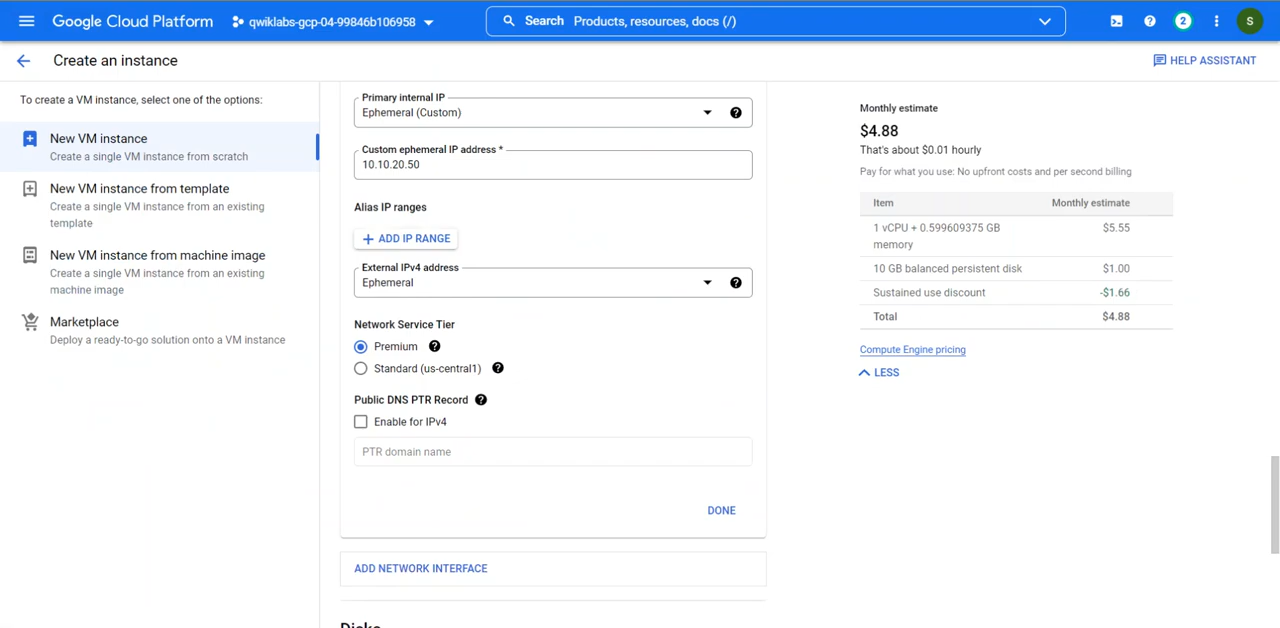 Google Cloud Platform
qwiklabs-gcp-04-99846b106958
Search Products, resources, docs (/)
2
S
Create an instance
HELP ASSISTANT
To create a VM instance, select one of the options:
New VM instance
Create a single VM instance from scratch
New VM instance from template
Create a single VM instance from an existing
template
New VM instance from machine image
Create a single VM instance from an existing
machine image
Marketplace
Deploy a ready-to-go solution onto a VM instance
Primary internal IP
Ephemeral (Custom)
Custom ephemeral IP address *
10.10.20.50
Alias IP ranges
ADD IP RANGE
External IPv4 address
Ephemeral
Network Service Tier
Premium
Standard (us-central1)
Public DNS PTR Record
Enable for IPv4
PTR domain name
DONE
ADD NETWORK INTERFACE
Disks
Monthly estimate
$4.88
That's about $0.01 hourly
Pay for what you use: No upfront costs and per second billing
Item Monthly estimate
1 vCPU + 0.599609375 GB $5.55
memory
10 GB balanced persistent disk $1.00
Sustained use discount -$1.66
Total $4.88
Compute Engine pricing
LESS